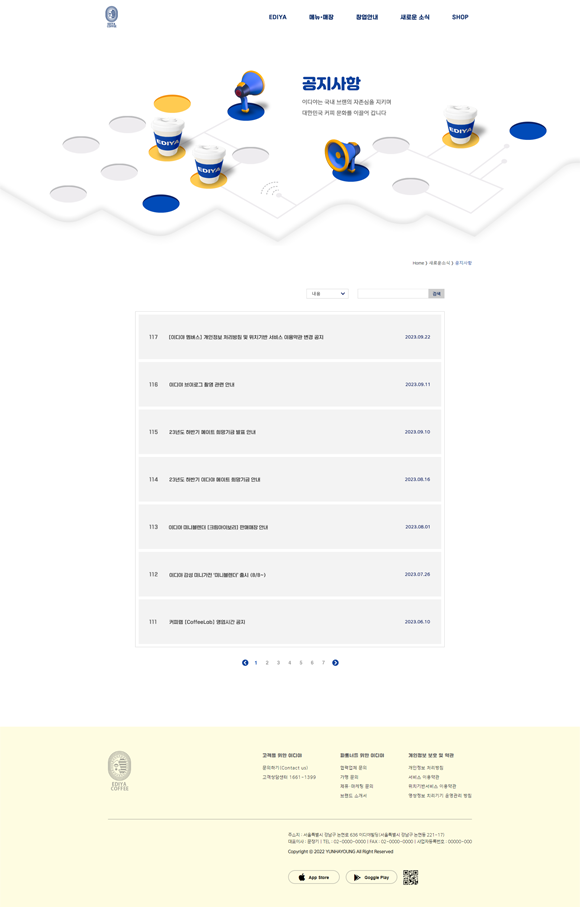 EDIYA
COFFEE
EDIYA
메뉴·매장
창업안내
새로운 소식
SHOP
공지사항
이디야는 국내 브랜의 자존심을 지키며
대한민국 커피 문화를 이끌어 갑니다
EDIYA
EDIYA
EDIYA
Home 》 새로운소식 》 공지사항
내용
검색
117 [이디야 멤버스] 개인정보 처리방침 및 위치기반 서비스 이용약관 변경 공지 2023.09.22
116 이디야 브이로그 촬영 관련 안내 2023.09.11
115 23년도 하반기 메이트 희망기금 발표 안내 2023.09.10
114 23년도 하반기 이디야 메이트 희망기금 안내 2023.08.16
113 이디야 미니블렌더 [크림아이보리] 판매매장 안내 2023.08.01
112 이디야 감성 미니가전 '미니블렌더' 출시 (8/8~) 2023.07.26
111 커피랩 [CoffeeLab] 영업시간 공지 2023.06.10
1 2 3 4 5 6 7
EDIYA
COFFEE
고객을 위한 이디야
문의하기(Contact us)
고객상담센터 1661-1399
파트너를 위한 이디야
협력업체 문의
가맹 문의
제휴·마케팅 문의
브랜드 소개서
개인정보 보호 및 약관
개인정보 처리방침
서비스 이용약관
위치기반서비스 이용약관
영상정보 처리기기 운영관리 방침
주소지 : 서울특별시 강남구 논현로 636 이디야빌딩(서울특별시 강남구 논현동 221-17)
대표이사 : 문창기 | TEL : 02-0000-0000 | FAX : 02-0000-0000 | 사업자등록번호 : 00000-000
Copyright ⓒ 2022 YUNHAYOUNG All Right Reserved
App Store
Goggle Play